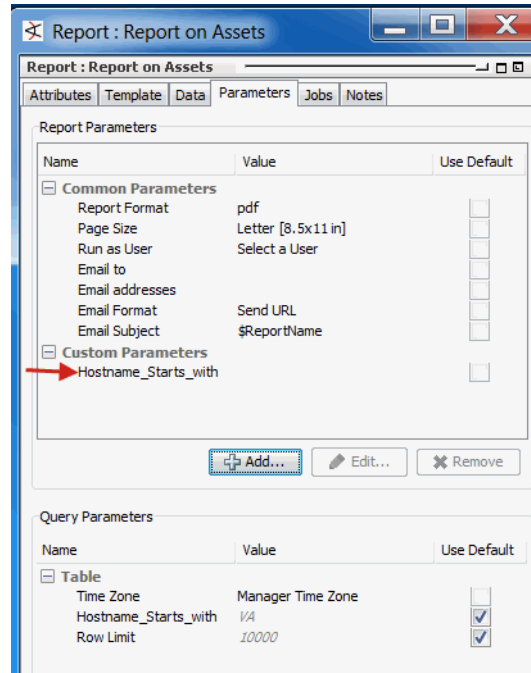 Report : Report on Assets
Report : Report on Assets
Attributes Template Data Parameters Jobs Notes
Report Parameters
Name Value Use Default
Common Parameters
Report Format pdf
Page Size Letter [8.5x11 in]
Run as User Select a User
Email to
Email addresses
Email Format Send URL
Email Subject $ReportName
Custom Parameters
Hostname_Starts_with
Add... Edit... Remove
Query Parameters
Name Value Use Default
Table
Time Zone Manager Time Zone
Hostname_Starts_with VA
Row Limit 10000